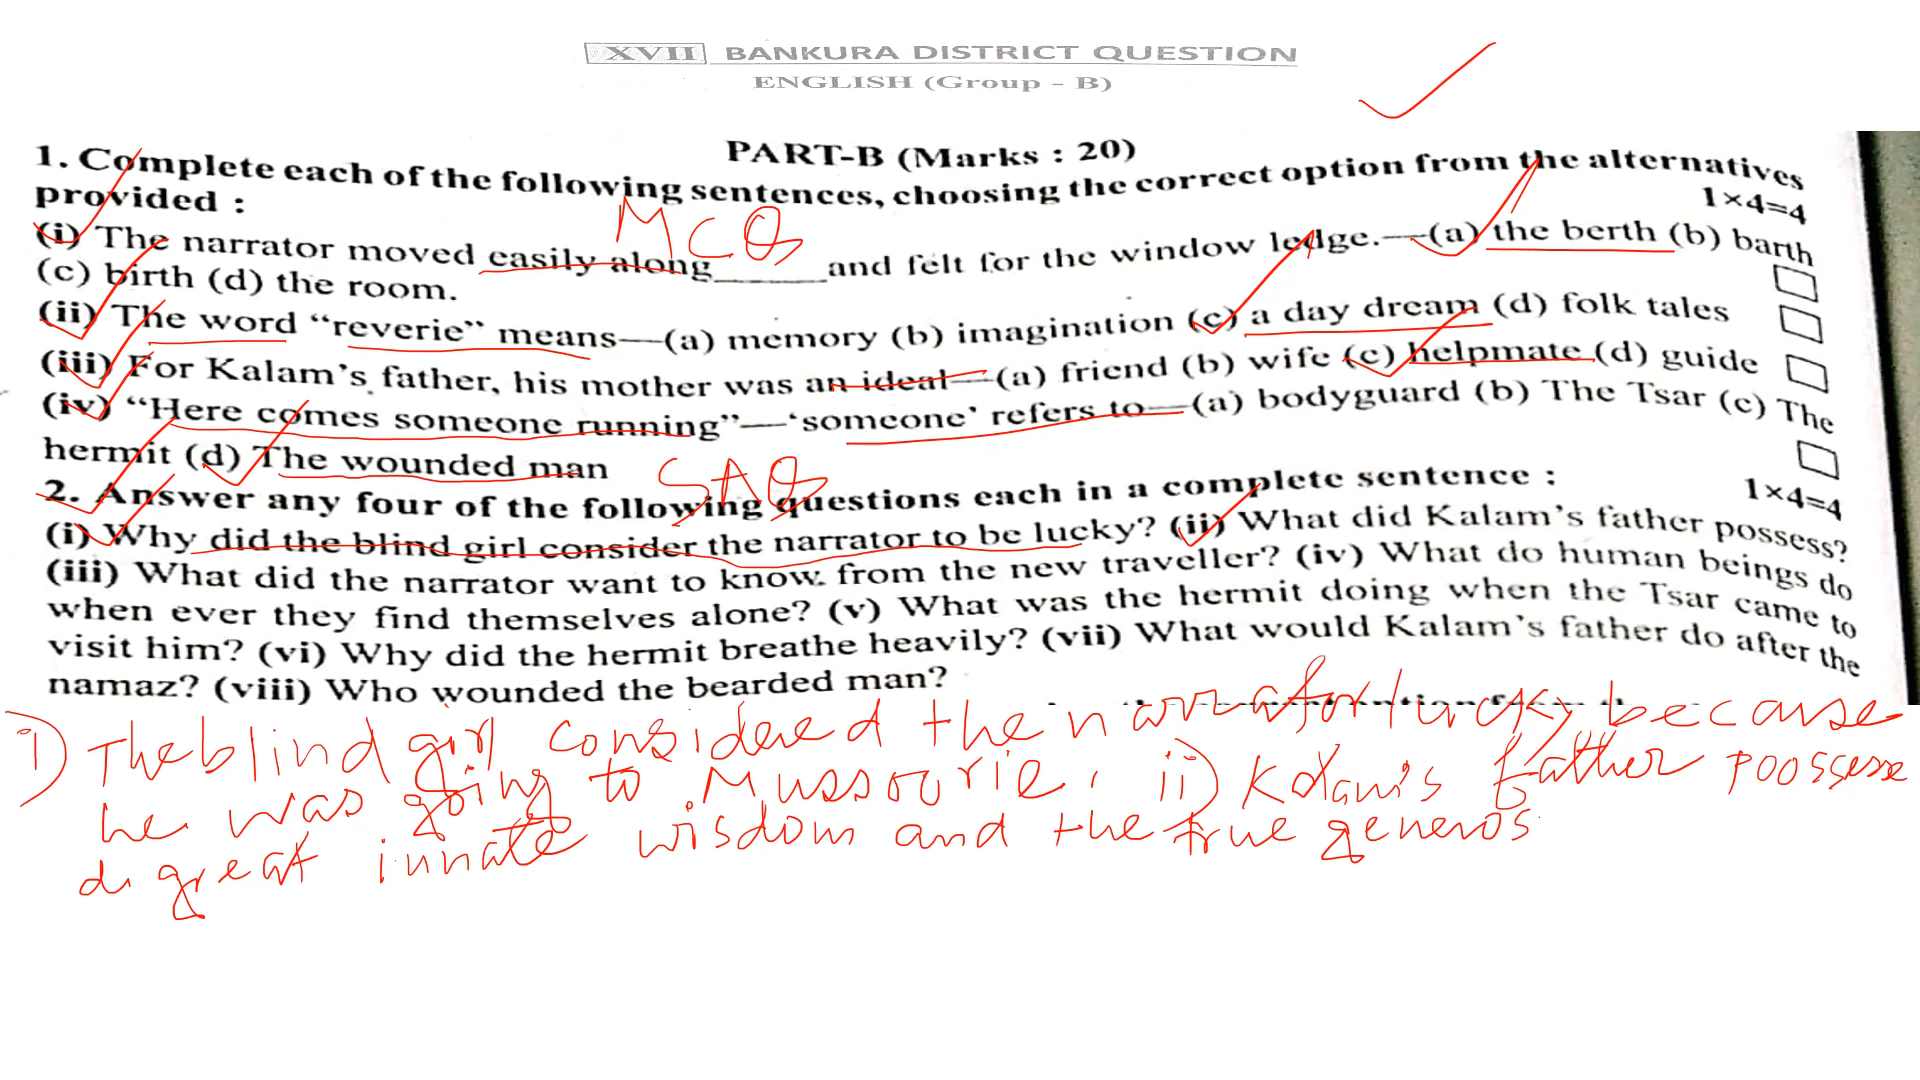 XVII BANKURA DISTRICT QUESTION
ENGLISH (Group - B)
PART-B (Marks : 20)
1. Complete each of the following sentences, choosing the correct option from the alternatives
provided : 1×4=4
MCQ
(i) The narrator moved easily along______and felt for the window ledge.—(a) the berth (b) barth
(c) birth (d) the room.
(ii) The word “reverie” means—(a) memory (b) imagination (c) a day dream (d) folk tales
(iii) For Kalam’s father, his mother was an ideal—(a) friend (b) wife (c) helpmate (d) guide
(iv) “Here comes someone running”—‘someone’ refers to—(a) bodyguard (b) The Tsar (c) The
hermit (d) The wounded man
SAQ
2. Answer any four of the following questions each in a complete sentence : 1×4=4
(i) Why did the blind girl consider the narrator to be lucky? (ii) What did Kalam’s father possess?
(iii) What did the narrator want to know from the new traveller? (iv) What do human beings do
when ever they find themselves alone? (v) What was the hermit doing when the Tsar came to
visit him? (vi) Why did the hermit breathe heavily? (vii) What would Kalam’s father do after the
namaz? (viii) Who wounded the bearded man?
i) The blind girl considered the narrator lucky because
he was going to Mussourie. ii) Kalam's father poossesse
d great innate wisdom and the true generos